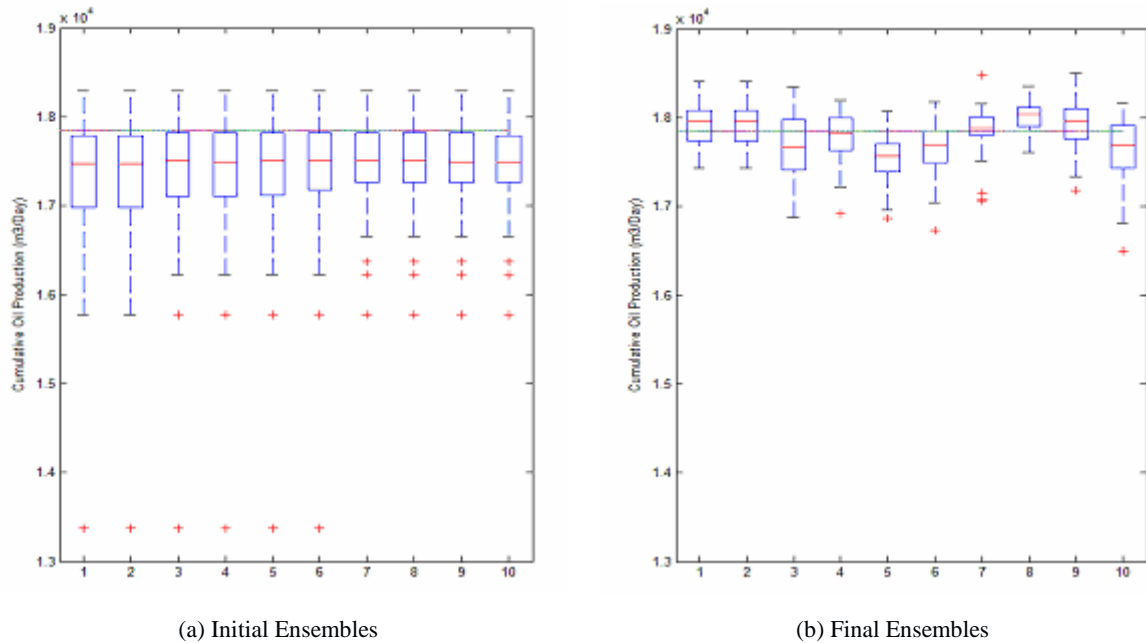 x 10⁴
1.9
1.8
1.7
1.6
1.5
1.4
1.3
Cumulative Oil Production (m3/Day)
1 2 3 4 5 6 7 8 9 10
(a) Initial Ensembles
x 10⁴
1.9
1.8
1.7
1.6
1.5
1.4
1.3
Cumulative Oil Production (m3/Day)
1 2 3 4 5 6 7 8 9 10
(b) Final Ensembles